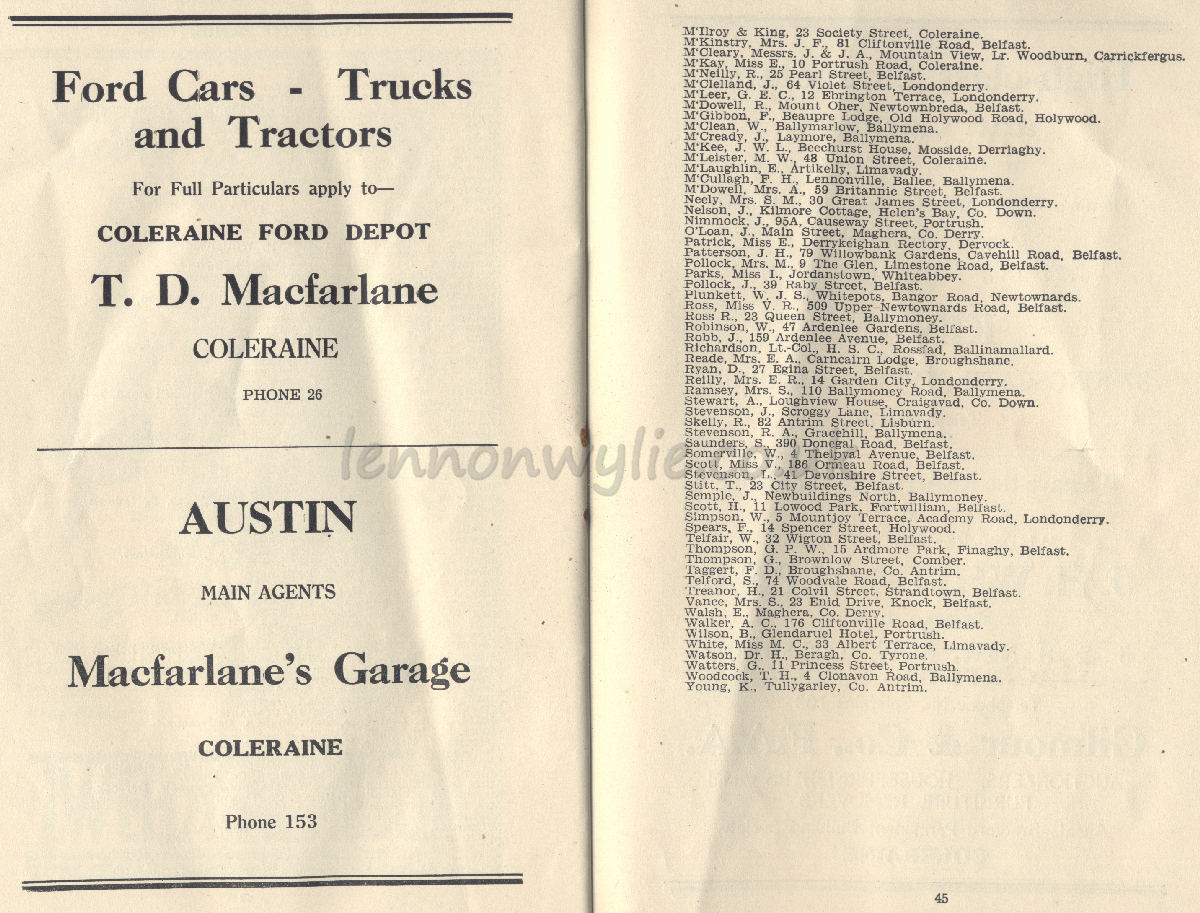 Ford Cars - Trucks
and Tractors
For Full Particulars apply to—
COLERAINE FORD DEPOT
T. D. Macfarlane
COLERAINE
PHONE 26
AUSTIN
MAIN AGENTS
Macfarlane's Garage
COLERAINE
Phone 153
M'Ilroy & King, 23 Society Street, Coleraine.
M'Kinstry, Mrs. J. F., 81 Cliftonville Road, Belfast.
M'Cleary, Messrs. J. & J. A., Mountain View, Lr. Woodburn, Carrickfergus.
M'Kay, Miss E., 10 Portrush Road, Coleraine.
M'Neilly, R., 25 Pearl Street, Belfast.
M'Clelland, J., 64 Violet Street, Londonderry.
M'Leer, G. E. C., 12 Ebrington Terrace, Londonderry.
M'Dowell, R., Mount Oher, Newtownbreda, Belfast.
M'Gibbon, F., Beaupre Lodge, Old Holywood Road, Holywood.
M'Clean, W., Ballymarlow, Ballymena.
M'Cready, J., Laymore, Ballymena.
M'Kee, J. W. L., Beechurst House, Mosside, Derriaghy.
M'Leister, M. W., 48 Union Street, Coleraine.
M'Laughlin, E., Artikelly, Limavady.
M'Cullagh, F. H., Lennonville, Ballee, Ballymena.
M'Dowell, Mrs. A., 59 Britannic Street, Belfast.
Neely, Mrs. S. M., 30 Great James Street, Londonderry.
Nelson, J., Kilmore Cottage, Helen's Bay, Co. Down.
Nimmock, J., 95A, Causeway Street, Portrush.
O'Loan, J., Main Street, Maghera, Co. Derry.
Patrick, Miss E., Derrykeighan Rectory, Dervock.
Patterson, J. H., 79 Willowbank Gardens, Cavehill Road, Belfast.
Pollock, Mrs. M., 9 The Glen, Limestone Road, Belfast.
Parks, Miss I., Jordanstown, Whiteabbey.
Pollock, J., 39 Raby Street, Belfast.
Plunkett, W. J. S., Whitepots, Bangor Road, Newtownards.
Ross, Miss V. R., 509 Upper Newtownards Road, Belfast.
Ross R., 23 Queen Street, Ballymoney.
Robinson, W., 47 Ardenlee Gardens, Belfast.
Robb, J., 159 Ardenlee Avenue, Belfast.
Richardson, Lt.-Col., H. S. C., Rossfad, Ballinamallard.
Reade, Mrs. E. A., Carncairn Lodge, Broughshane.
Ryan, D., 27 Egina Street, Belfast.
Reilly, Mrs. E. R., 14 Garden City, Londonderry.
Ramsey, Mrs. S., 110 Ballymoney Road, Ballymena.
Stewart, A., Loughview House, Craigavad, Co. Down.
Stevenson, J., Scroggy Lane, Limavady.
Skelly, R., 82 Antrim Street, Lisburn.
Stevenson, R. A., Gracehill, Ballymena.
Saunders, S., 390 Donegal Road, Belfast.
Somerville, W., 4 Theipval Avenue, Belfast.
Scott, Miss V., 186 Ormeau Road, Belfast.
Stevenson, L., 41 Devonshire Street, Belfast.
Stitt, T., 23 City Street, Belfast.
Semple, J., Newbuildings North, Ballymoney.
Scott, H., 11 Lowood Park, Fortwilliam, Belfast.
Simpson, W., 5 Mountjoy Terrace, Academy Road, Londonderry.
Spears, F., 14 Spencer Street, Holywood.
Telfair, W., 32 Wigton Street, Belfast.
Thompson, G. P. W., 15 Ardmore Park, Finaghy, Belfast.
Thompson, G., Brownlow Street, Comber.
Taggert, F. D., Broughshane, Co. Antrim.
Telford, S., 74 Woodvale Road, Belfast.
Treanor, H., 21 Colvil Street, Strandtown, Belfast.
Vance, Mrs. S., 23 Enid Drive, Knock, Belfast.
Walsh, E., Maghera, Co. Derry.
Walker, A. C., 176 Cliftonville Road, Belfast.
Wilson, B., Glendaruel Hotel, Portrush.
White, Miss M. C., 33 Albert Terrace, Limavady.
Watson, Dr. H., Beragh, Co. Tyrone.
Watters, G., 11 Princess Street, Portrush.
Woodcock, T. H., 4 Clonavon Road, Ballymena.
Young, K., Tullygarley, Co. Antrim.
45
lennonwylie.co